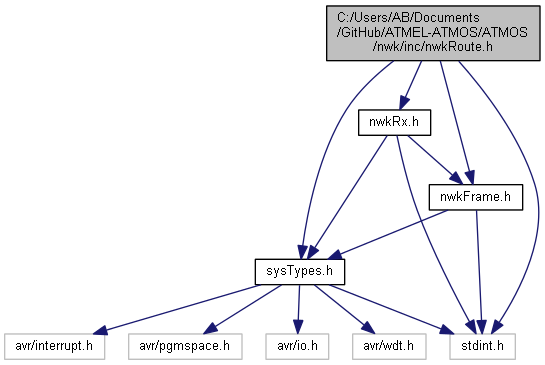 C:/Users/AB/Documents
/GitHub/ATMEL-ATMOS/ATMOS
/nwk/inc/nwkRoute.h
nwkRx.h
nwkFrame.h
sysTypes.h
avr/interrupt.h
avr/pgmspace.h
avr/io.h
avr/wdt.h
stdint.h